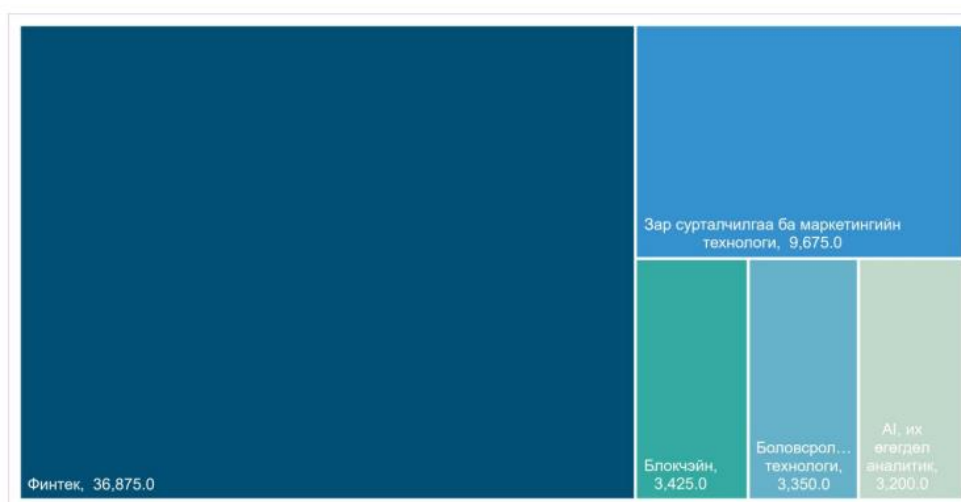 Зар сурталчилгаа ба маркетингийн
технологи, 9,675.0
Финтек, 36,875.0
Блокчэйн,
3,425.0
Боловсрол...
технологи,
3,350.0
AI, их
өгөгдөл
аналитик,
3,200.0